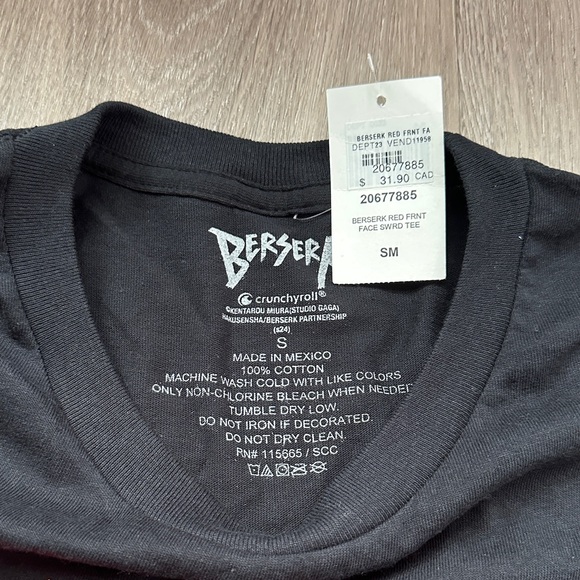 BERSERK RED FRNT FA
DEPT23 VEND11956
20677885
$ 31.90 CAD
20677885
BERSERK RED FRNT
FACE SWRD TEE
SM
BERSERK
crunchyroll®
©KENTAROU MIURA(STUDIO GAGA)
HAKUSENSHA/BERSERK PARTNERSHIP
(s24)
S
MADE IN MEXICO
100% COTTON
MACHINE WASH COLD WITH LIKE COLORS
ONLY NON-CHLORINE BLEACH WHEN NEEDED
TUMBLE DRY LOW.
DO NOT IRON IF DECORATED.
DO NOT DRY CLEAN.
RN# 115665 / SCC